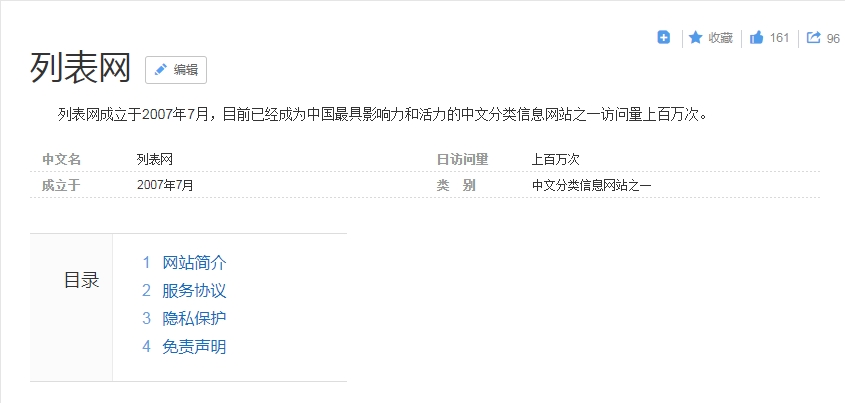 收藏 161 96
列表网 编辑
列表网成立于2007年7月，目前已经成为中国最具影响力和活力的中文分类信息网站之一访问量上百万次。
中文名 列表网 日访问量 上百万次
成立于 2007年7月 类 别 中文分类信息网站之一
目录
1 网站简介
2 服务协议
3 隐私保护
4 免责声明